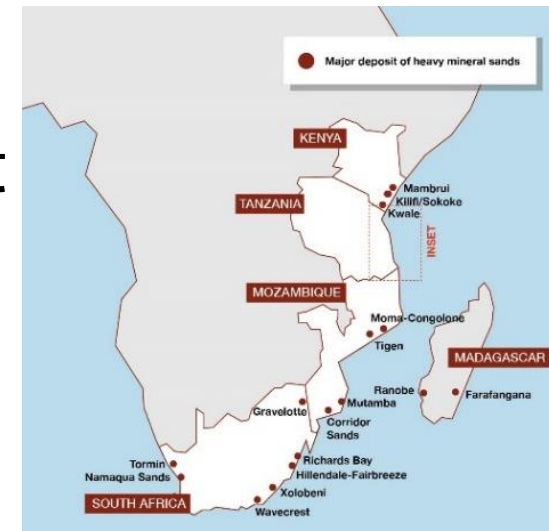 Major deposit of heavy mineral sands
KENYA
Mambrui
Kilifi/Sokoke
Kwale
TANZANIA
INSET
MOZAMBIQUE
Moma-Congolone
Tigen
MADAGASCAR
Ranobe
Farafangana
Gravelotte
Mutamba
Corridor
Sands
Tormin
Namaqua Sands
Richards Bay
Hillendale-Fairbreeze
SOUTH AFRICA
Xolobeni
Wavecrest